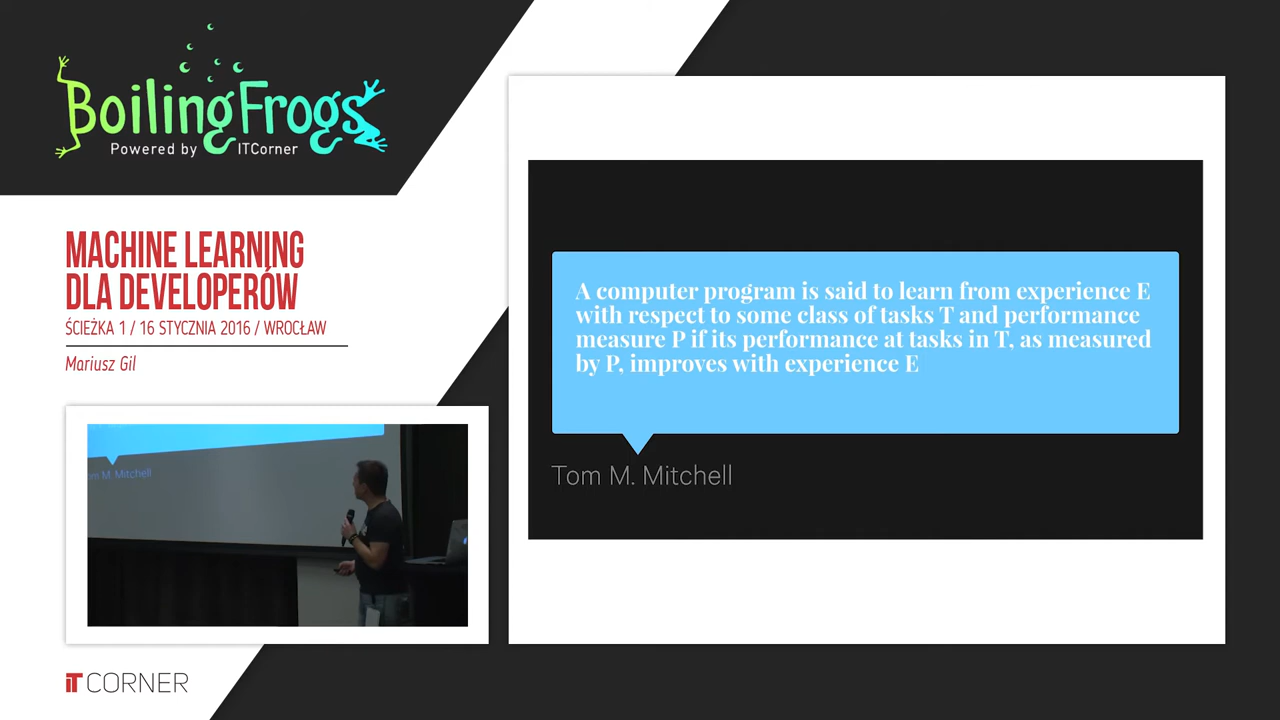 BoilingFrogs
Powered by ITCorner
MACHINE LEARNING
DLA DEVELOPERÓW
ŚCIEŻKA 1 / 16 STYCZNIA 2016 / WROCŁAW
Mariusz Gil
A computer program is said to learn from experience E
with respect to some class of tasks T and performance
measure P if its performance at tasks in T, as measured
by P, improves with experience E
Tom M. Mitchell
om M. Mitchell
iT CORNER